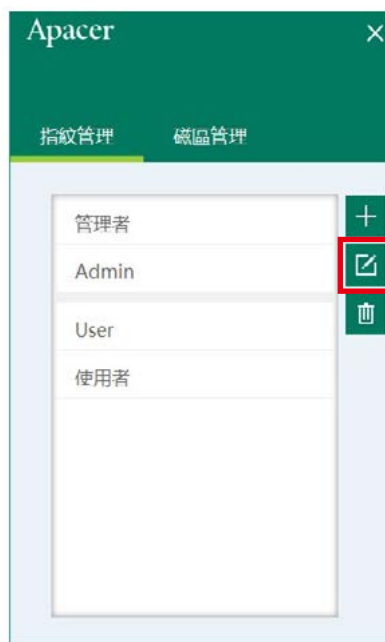 Apacer
指紋管理 磁區管理
管理者
Admin
User
使用者